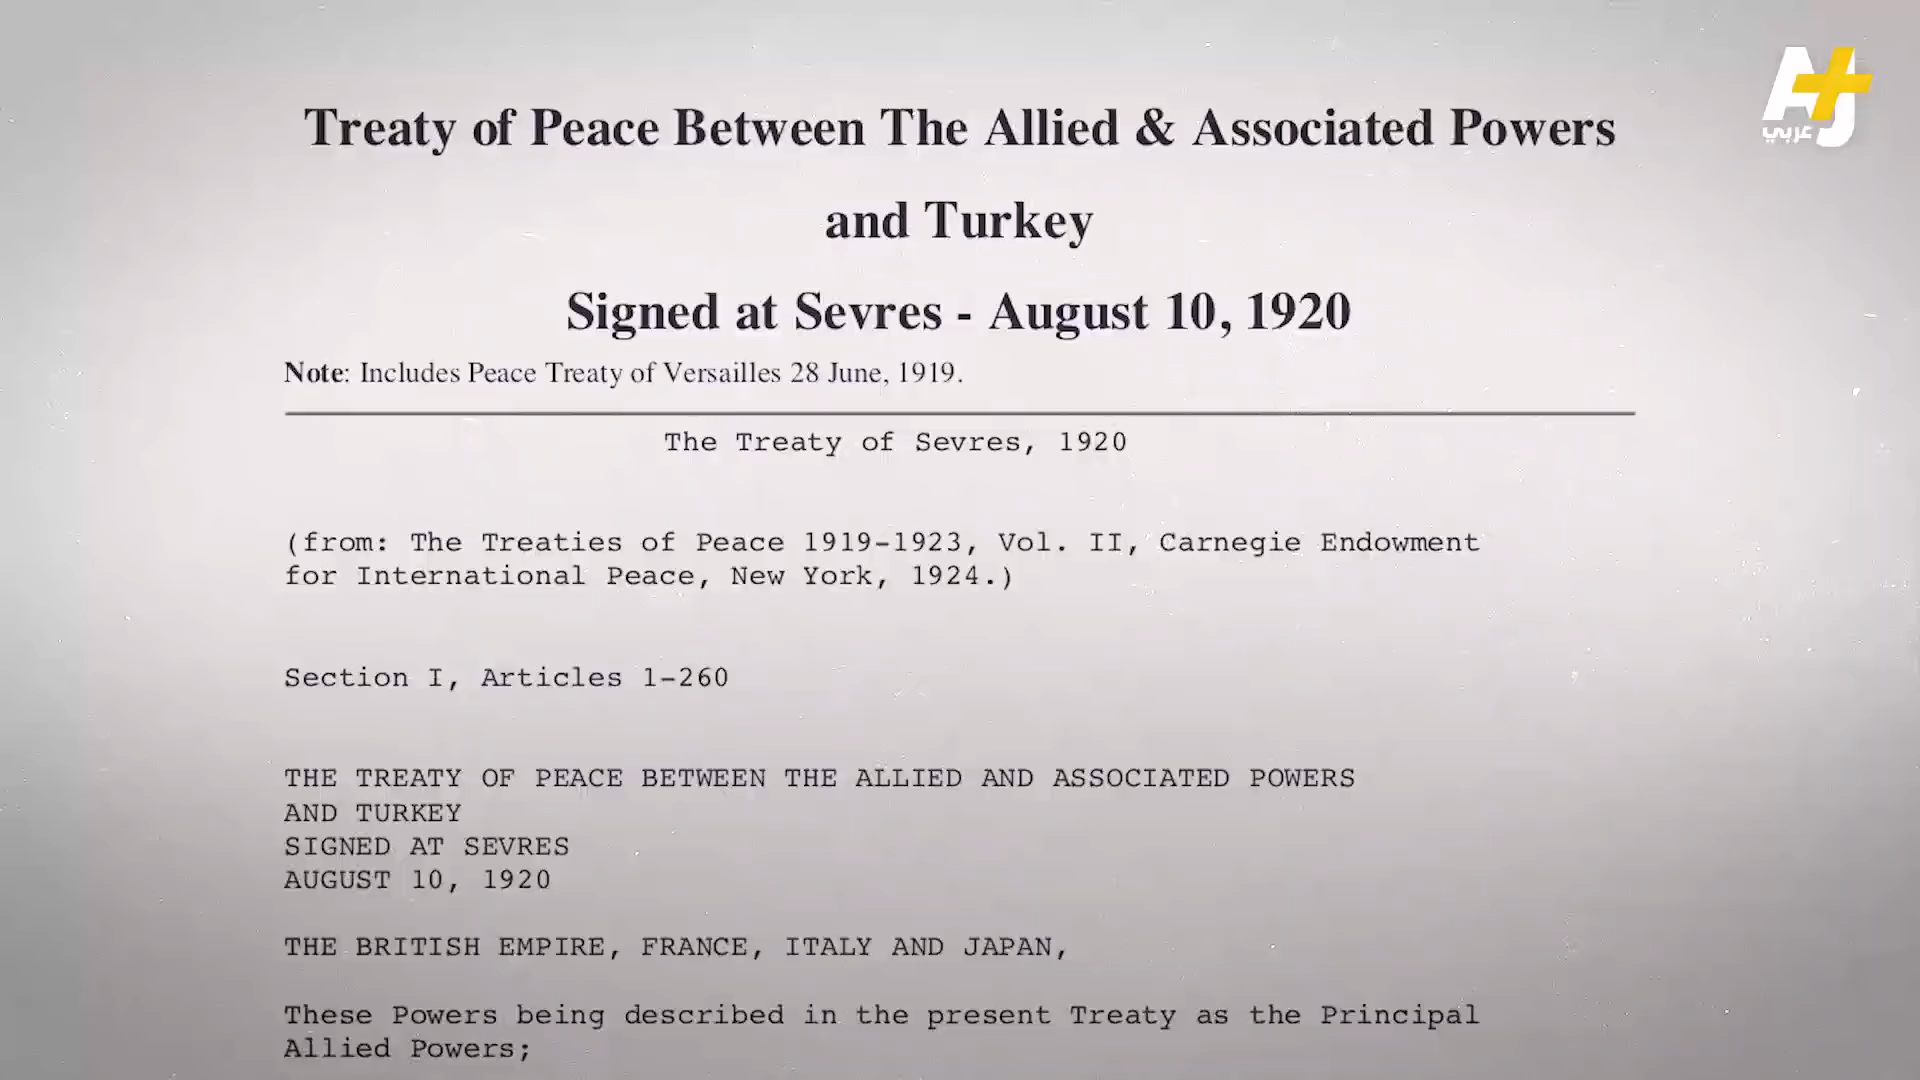 Treaty of Peace Between The Allied & Associated Powers
and Turkey
Signed at Sevres - August 10, 1920
Note: Includes Peace Treaty of Versailles 28 June, 1919.
The Treaty of Sevres, 1920
(from: The Treaties of Peace 1919-1923, Vol. II, Carnegie Endowment
for International Peace, New York, 1924.)
Section I, Articles 1-260
THE TREATY OF PEACE BETWEEN THE ALLIED AND ASSOCIATED POWERS
AND TURKEY
SIGNED AT SEVRES
AUGUST 10, 1920
THE BRITISH EMPIRE, FRANCE, ITALY AND JAPAN,
These Powers being described in the present Treaty as the Principal
Allied Powers;
AJ+
عربي